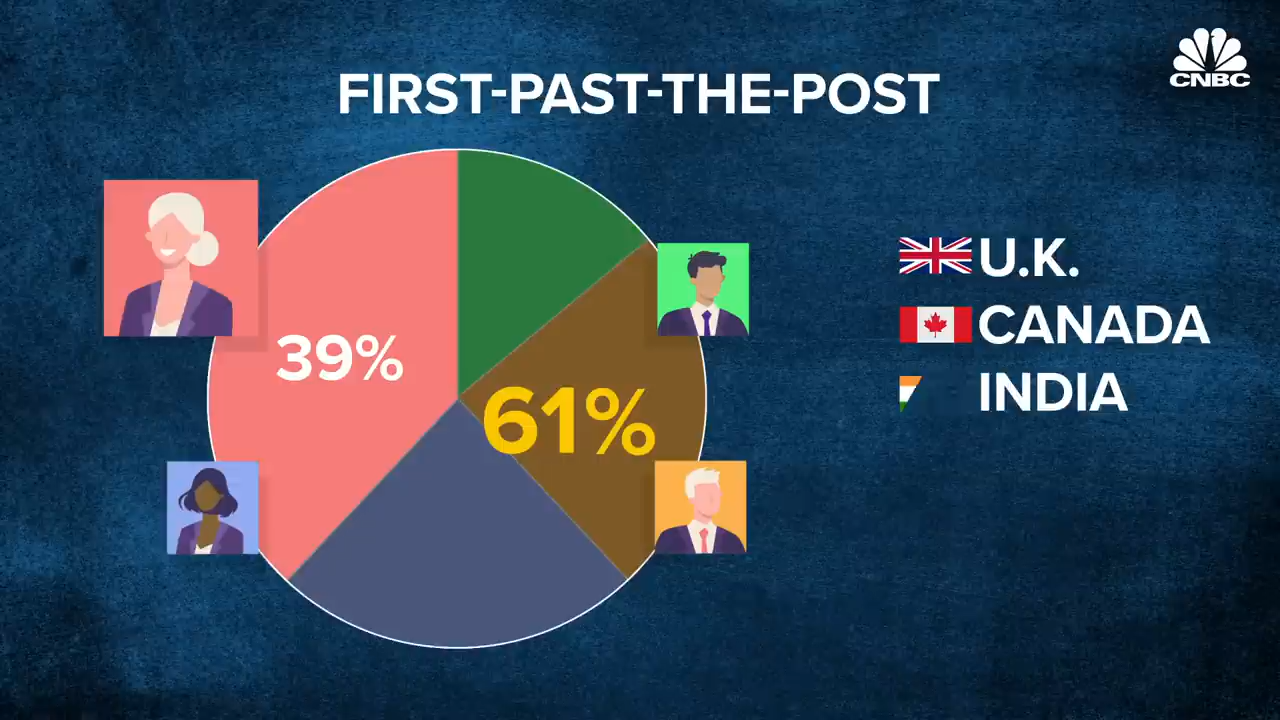 CNBC
FIRST-PAST-THE-POST
39%
61%
U.K.
CANADA
INDIA